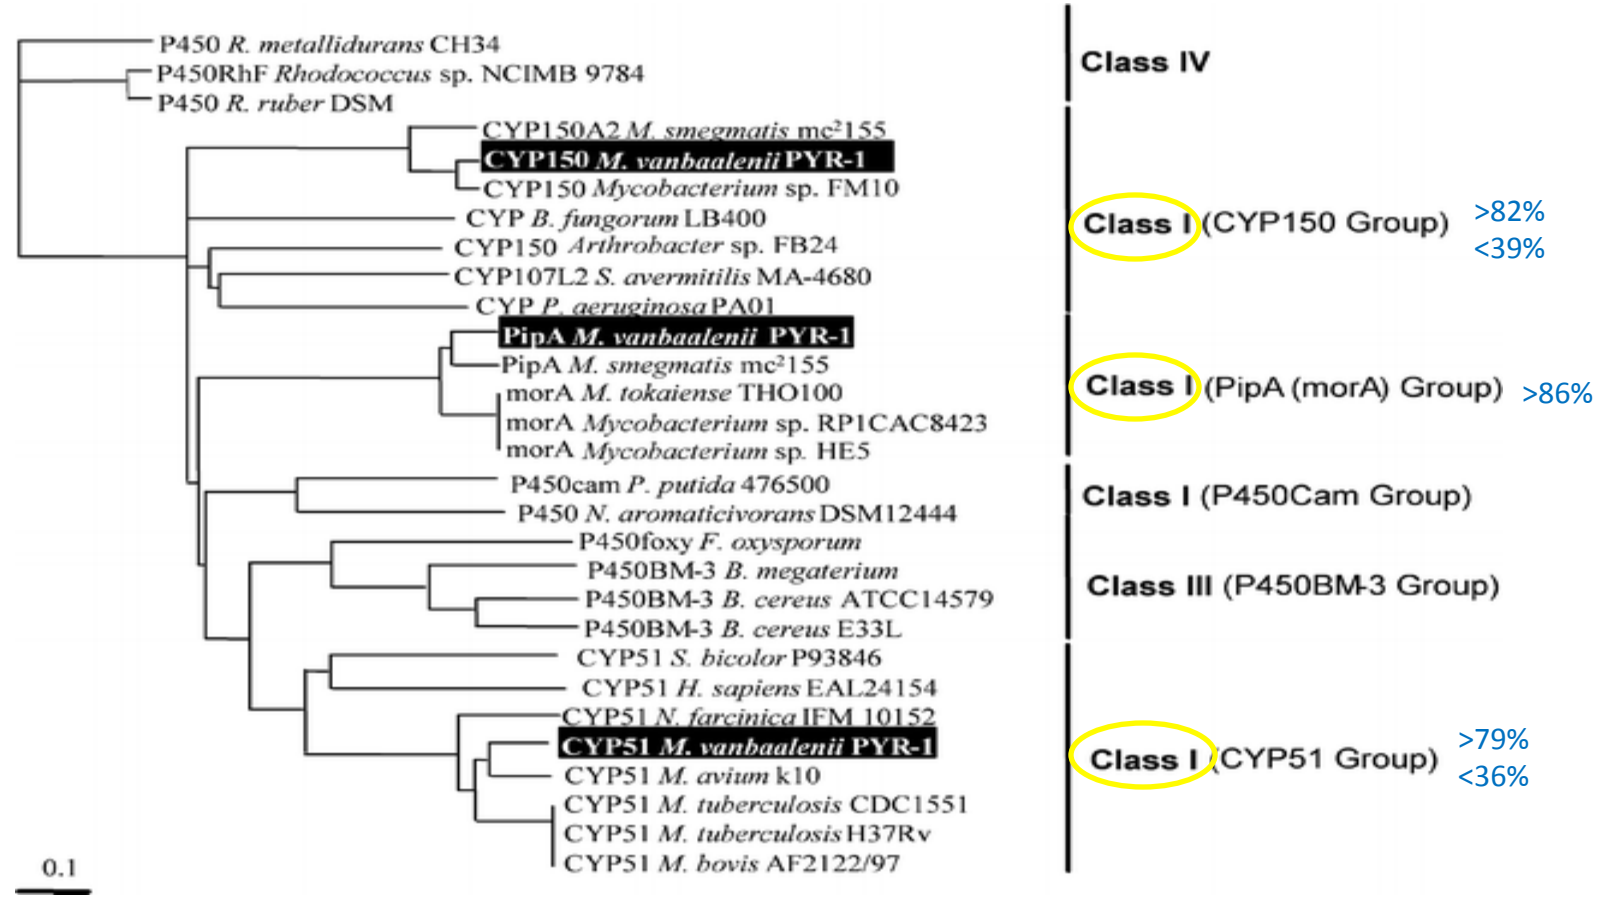 P450 R. metallidurans CH34
P450RhF Rhodococcus sp. NCIMB 9784
P450 R. ruber DSM
Class IV
CYP150A2 M. smegmatis mc²155
CYP150 M. vanbaalenii PYR-1
CYP150 Mycobacterium sp. FM10
CYP B. fungorum LB400
CYP150 Arthrobacter sp. FB24
CYP107L2 S. avermitilis MA-4680
CYP P. aeruginosa PA01
Class I (CYP150 Group)
>82%
<39%
PipA M. vanbaalenii PYR-1
PipA M. smegmatis mc²155
morA M. tokaiense THO100
morA Mycobacterium sp. RP1CAC8423
morA Mycobacterium sp. HE5
Class I (PipA (morA) Group)
>86%
P450cam P. putida 476500
P450 N. aromaticivorans DSM12444
Class I (P450Cam Group)
P450foxy F. oxysporum
P450BM-3 B. megaterium
P450BM-3 B. cereus ATCC14579
P450BM-3 B. cereus E33L
Class III (P450BM-3 Group)
CYP51 S. bicolor P93846
CYP51 H. sapiens EAL24154
CYP51 N. farcinica IFM 10152
CYP51 M. vanbaalenii PYR-1
CYP51 M. avium k10
CYP51 M. tuberculosis CDC1551
CYP51 M. tuberculosis H37Rv
CYP51 M. bovis AF2122/97
Class I (CYP51 Group)
>79%
<36%
0.1